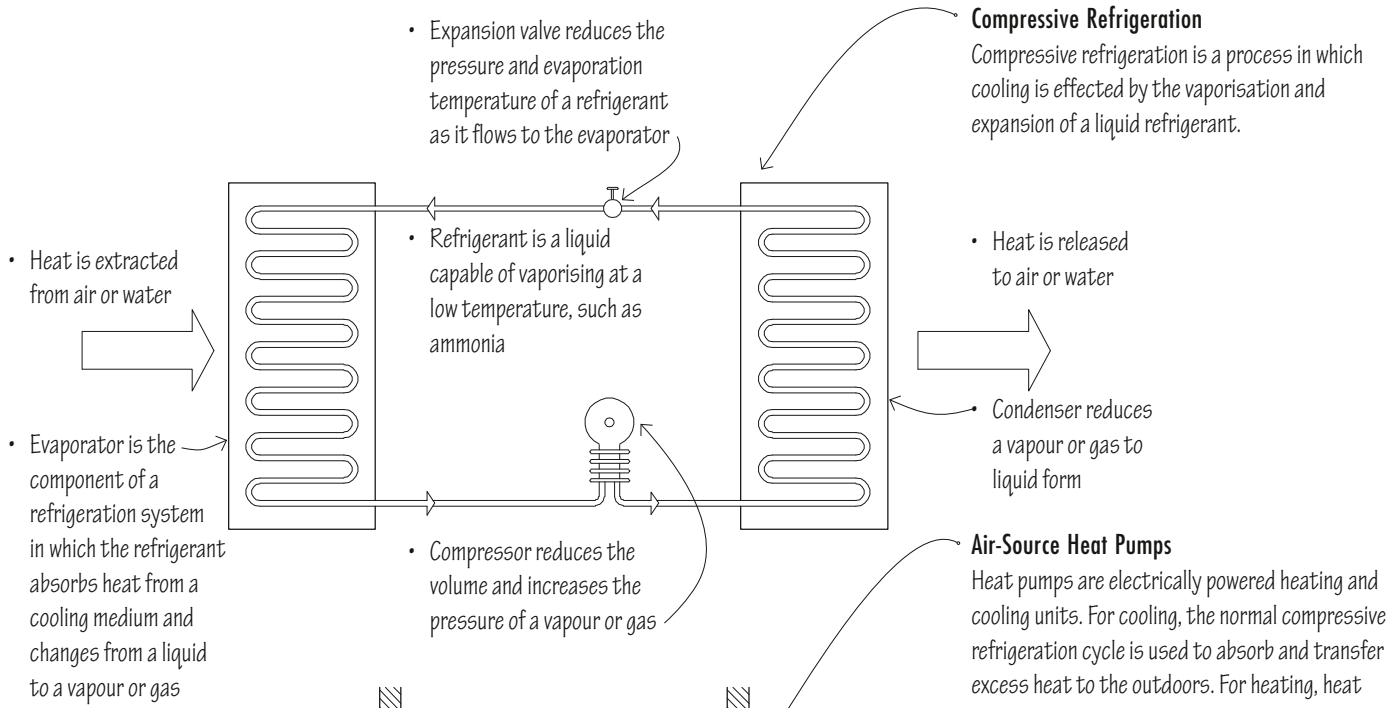 • Expansion valve reduces the
pressure and evaporation
temperature of a refrigerant
as it flows to the evaporator
Compressive Refrigeration
Compressive refrigeration is a process in which
cooling is effected by the vaporisation and
expansion of a liquid refrigerant.
• Heat is extracted
from air or water
• Refrigerant is a liquid
capable of vaporising at a
low temperature, such as
ammonia
• Heat is released
to air or water
• Evaporator is the
component of a
refrigeration system
in which the refrigerant
absorbs heat from a
cooling medium and
changes from a liquid
to a vapour or gas
• Compressor reduces the
volume and increases the
pressure of a vapour or gas
• Condenser reduces
a vapour or gas to
liquid form
Air-Source Heat Pumps
Heat pumps are electrically powered heating and
cooling units. For cooling, the normal compressive
refrigeration cycle is used to absorb and transfer
excess heat to the outdoors. For heating, heat